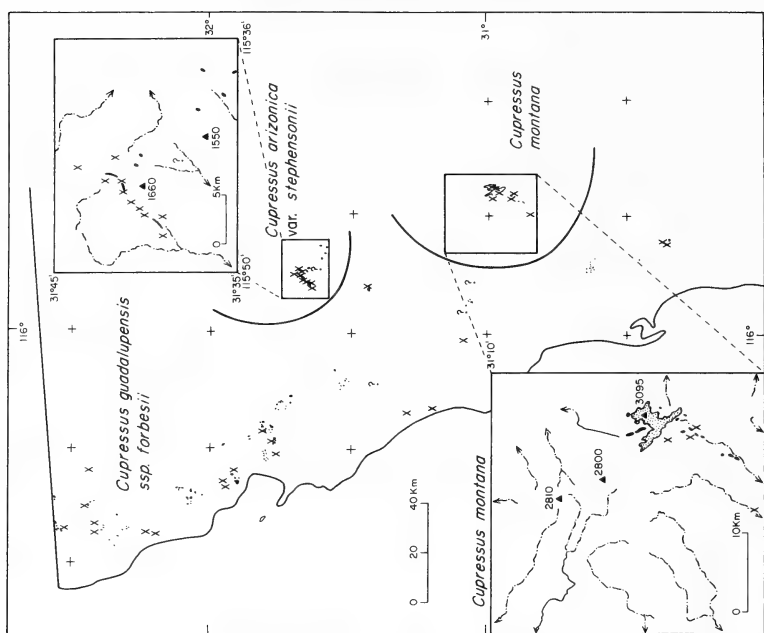 32°
31°
116°
116°
Cupressus guadalupensis
ssp. forbesii
Cupressus arizonica
var. stephensonii
Cupressus
montana
31°45'
31°35'
115°50'
115°36'
1660
1550
?
0 5Km
?
?
?
0 20 40 Km
Cupressus montana
31°10'
2810
2800
3095
0 10Km